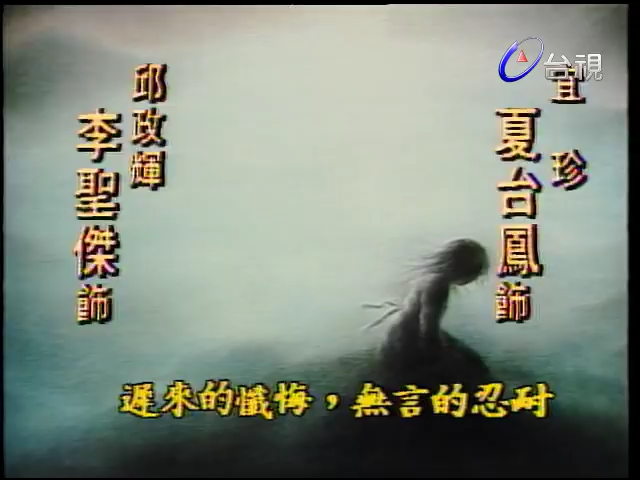 台視
宜珍
夏台鳳飾
邱政輝
李聖傑飾
遲來的懺悔，無言的忍耐